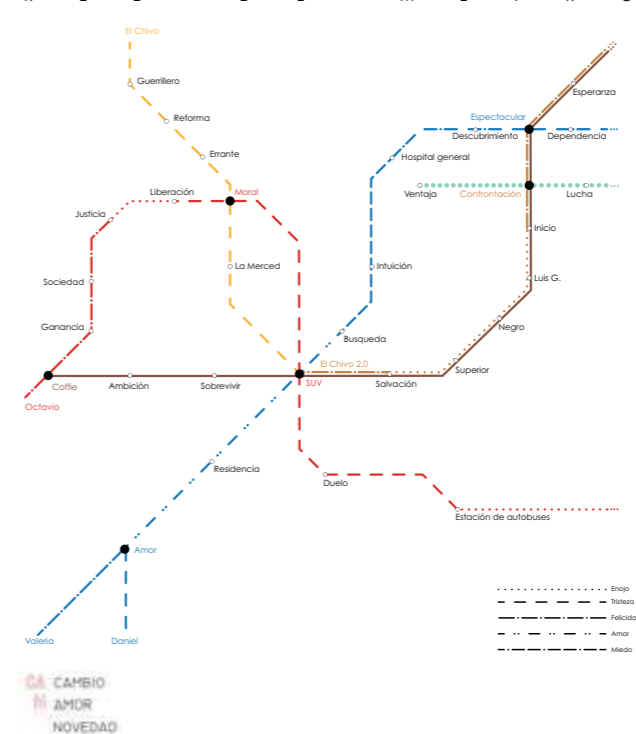 El Chivo
Guerrillero
Esperanza
Reforma
Espectacular
Descubrimiento
Dependencia
Errante
Hospital general
Liberación
Moral
Ventaja
Confrontación
Lucha
Justicia
Inicio
La Merced
Intuición
Sociedad
Luis G.
Ganancia
Busqueda
Negro
El Chivo 2.0
Superior
Coffie
Ambición
Sobrevivir
SUV
Salvación
Octavio
Residencia
Duelo
Estación de autobuses
Amor
Enojo
Tristeza
Felicida
Amor
Miedo
Valeria
Daniel
CA CAMBIO
AMOR
NOVEDAD